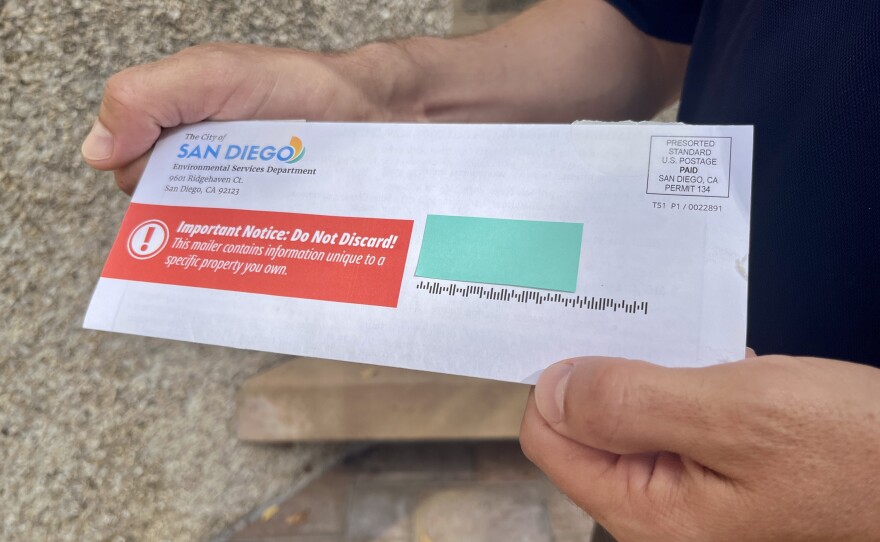 The City of
SAN DIEGO
Environmental Services Department
9601 Ridgehaven Ct.
San Diego, CA 92123
PRESORTED
STANDARD
U.S. POSTAGE
PAID
SAN DIEGO, CA
PERMIT 134
TS1 P1 / 0022891
Important Notice: Do Not Discard!
This mailer contains information unique to a
specific property you own.